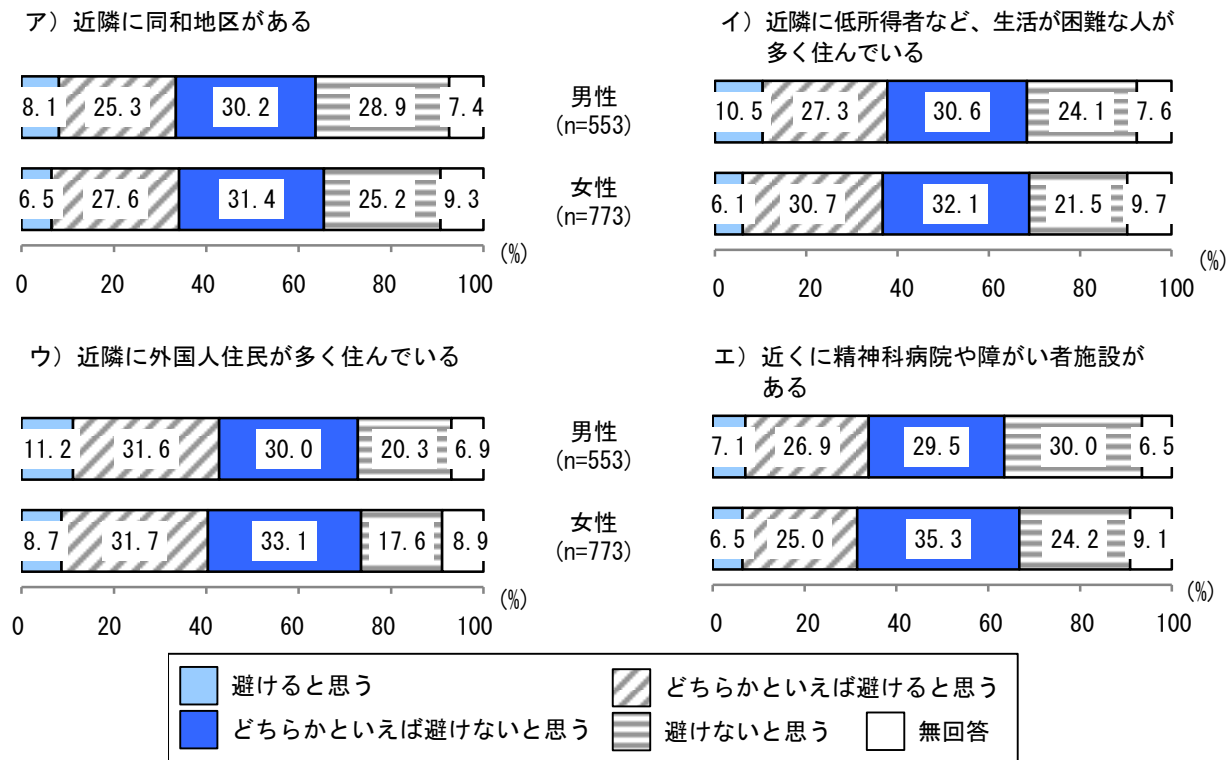 ア）近隣に同和地区がある
8.1 25.3 30.2 28.9 7.4
男性
(n=553)
6.5 27.6 31.4 25.2 9.3
女性
(n=773)
(%)
0 20 40 60 80 100
イ）近隣に低所得者など、生活が困難な人が
多く住んでいる
10.5 27.3 30.6 24.1 7.6
6.1 30.7 32.1 21.5 9.7
(%)
0 20 40 60 80 100
ウ）近隣に外国人住民が多く住んでいる
11.2 31.6 30.0 20.3 6.9
男性
(n=553)
8.7 31.7 33.1 17.6 8.9
女性
(n=773)
(%)
0 20 40 60 80 100
エ）近くに精神科病院や障がい者施設が
ある
7.1 26.9 29.5 30.0 6.5
6.5 25.0 35.3 24.2 9.1
(%)
0 20 40 60 80 100
避けると思う
どちらかといえば避けると思う
どちらかといえば避けないと思う
避けないと思う
無回答